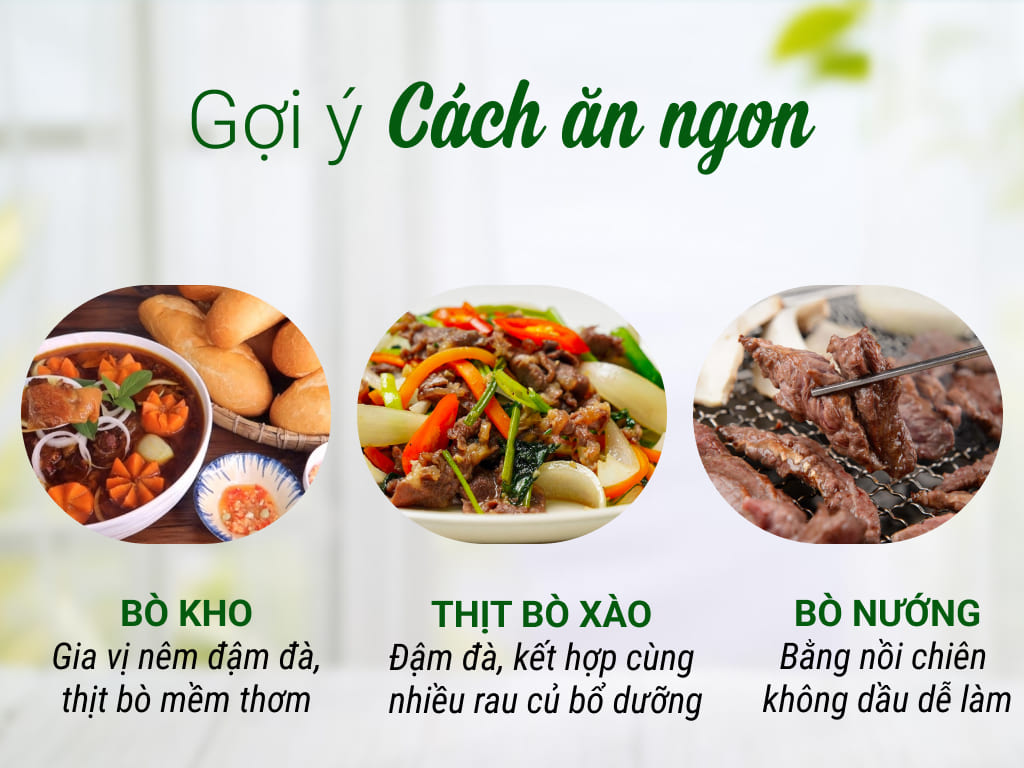 Gợi ý Cách ăn ngon
BÒ KHO
Gia vị nêm đậm đà,
thịt bò mềm thơm
THỊT BÒ XÀO
Đậm đà, kết hợp cùng
nhiều rau củ bổ dưỡng
BÒ NƯỚNG
Bằng nồi chiên
không dầu dễ làm